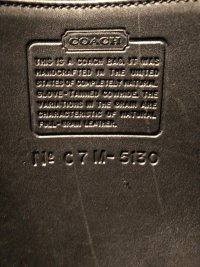 COACH
THIS IS A COACH BAG. IT WAS
HANDCRAFTED IN THE UNITED
STATES OF COMPLETELY NATURAL
GLOVE-TANNED COWHIDE. THE
VARIATIONS IN THE GRAIN ARE
CHARACTERISTIC OF NATURAL
FULL-GRAIN LEATHER.
No C7M-5130